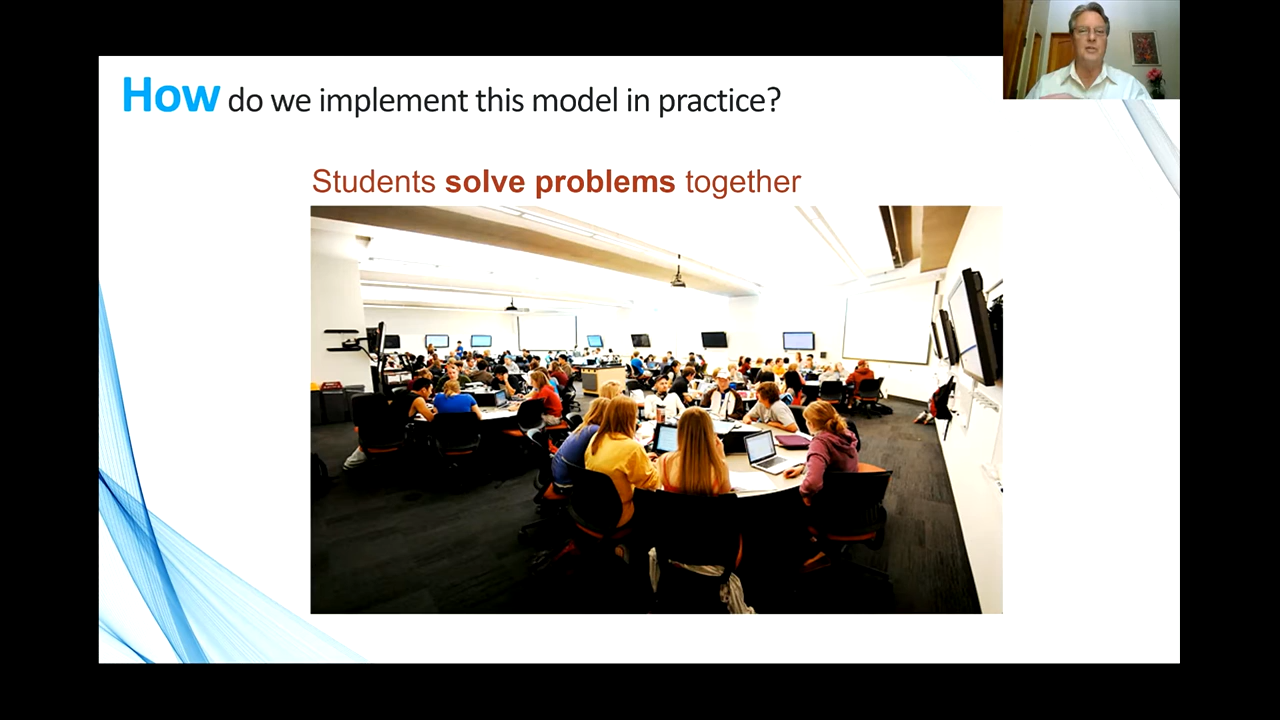 How do we implement this model in practice?
Students solve problems together